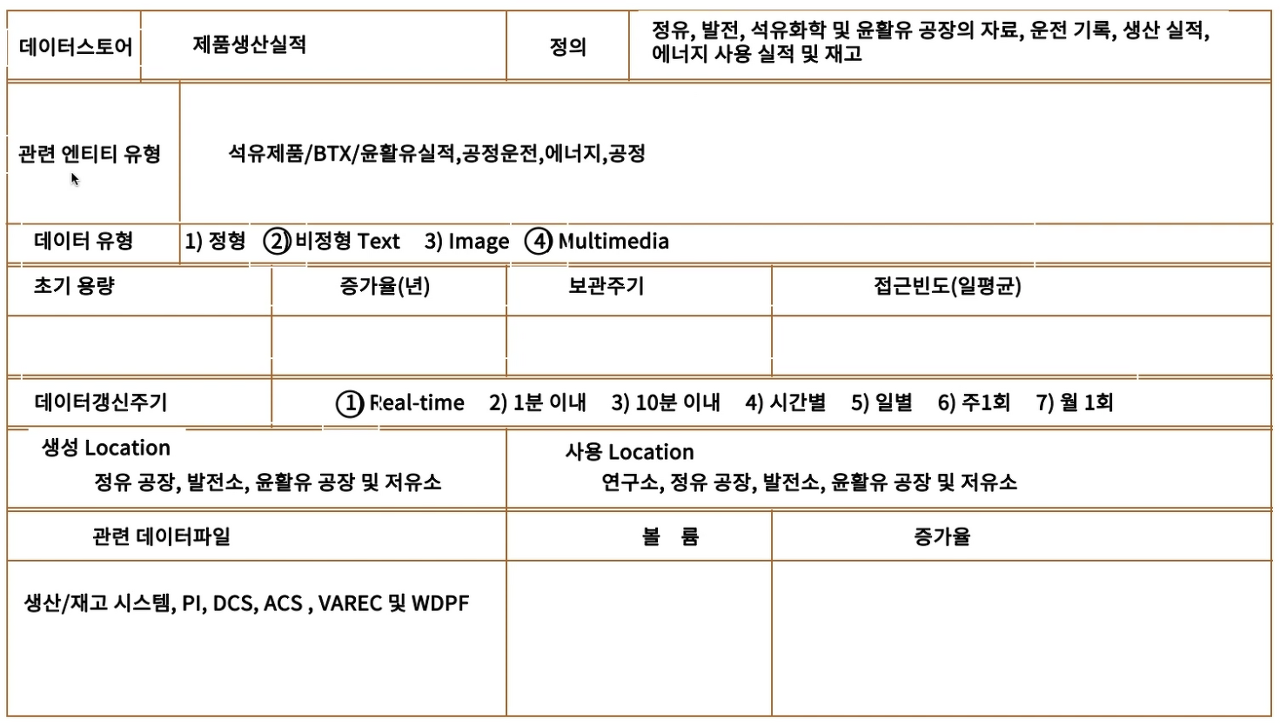 데이터스토어 제품생산실적 정의 정유, 발전, 석유화학 및 윤활유 공장의 자료, 운전 기록, 생산 실적,
에너지 사용 실적 및 재고
관련 엔티티 유형 석유제품/BTX/윤활유실적,공정운전,에너지,공정
데이터 유형 1) 정형 2) 비정형 Text 3) Image 4) Multimedia
초기 용량 증가율(년) 보관주기 접근빈도(일평균)
데이터갱신주기 1) Real-time 2) 1분 이내 3) 10분 이내 4) 시간별 5) 일별 6) 주1회 7) 월 1회
생성 Location 사용 Location
정유 공장, 발전소, 윤활유 공장 및 저유소 연구소, 정유 공장, 발전소, 윤활유 공장 및 저유소
관련 데이터파일 볼 륨 증가율
생산/재고 시스템, PI, DCS, ACS , VAREC 및 WDPF